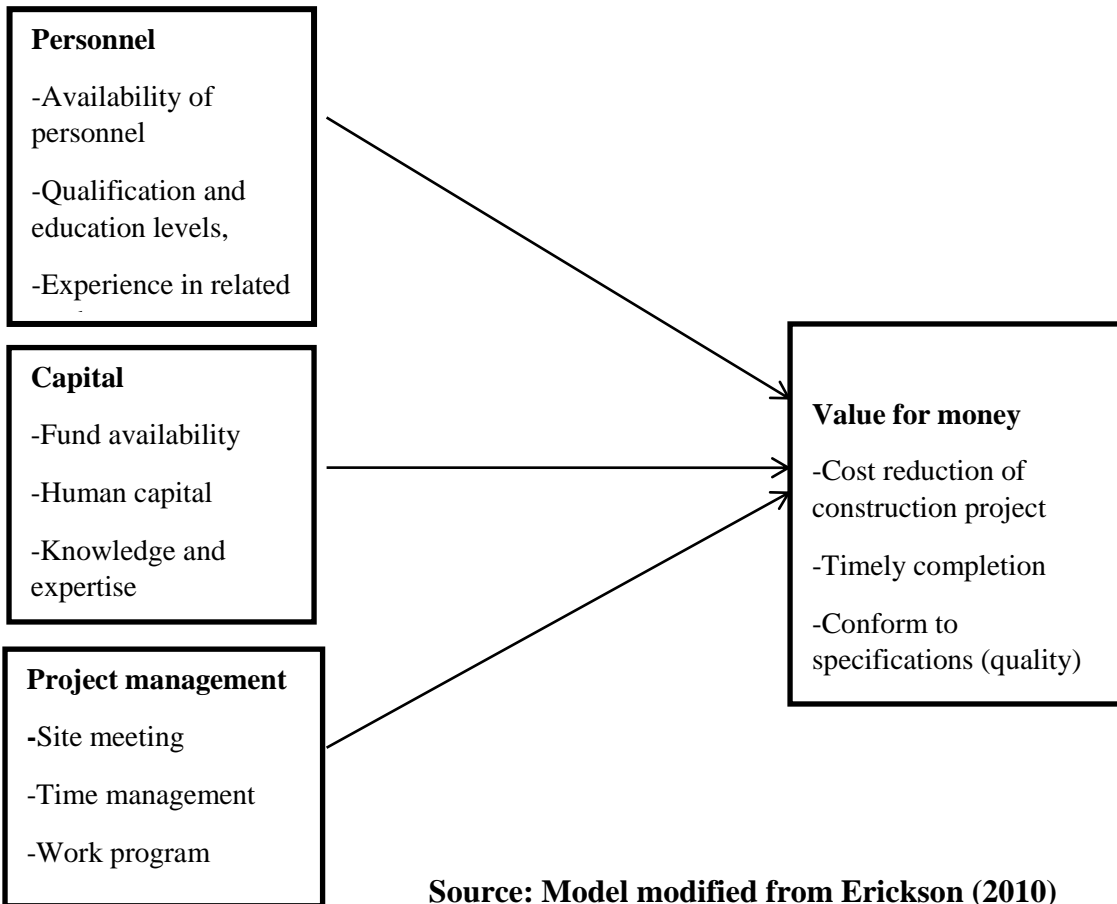 Personnel
-Availability of
personnel
-Qualification and
education levels,
-Experience in related
Capital
-Fund availability
-Human capital
-Knowledge and
expertise
Project management
-Site meeting
-Time management
-Work program
Value for money
-Cost reduction of
construction project
-Timely completion
-Conform to
specifications (quality)
Source: Model modified from Erickson (2010)